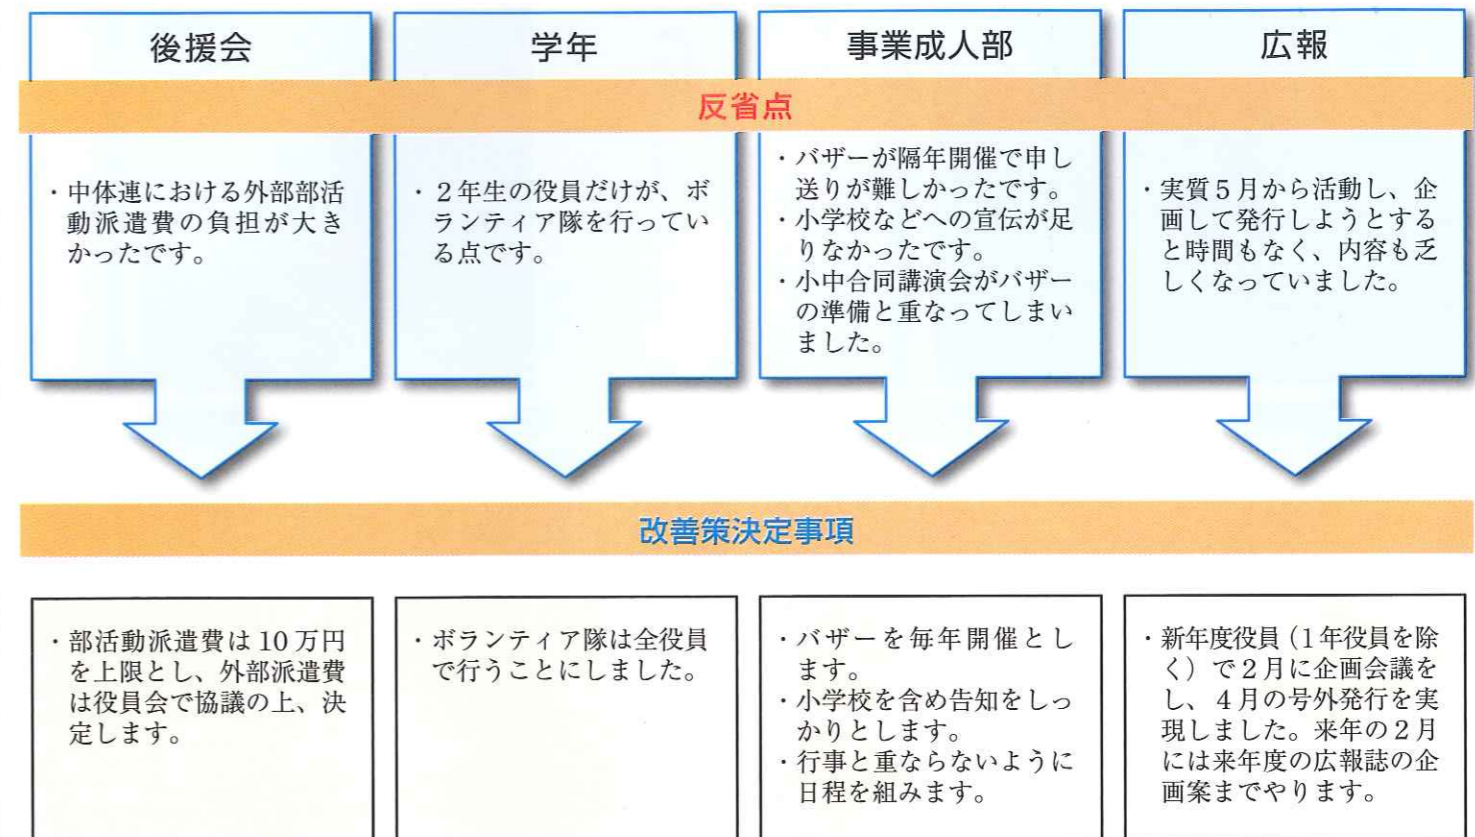 後援会
学年
事業成人部
広報
反省点
・中体連における外部部活
動派遣費の負担が大き
かったです。
・２年生の役員だけが、ボ
ランティア隊を行ってい
る点です。
・バザーが隔年開催で申し
送りが難しかったです。
・小学校などへの宣伝が足
りなかったです。
・小中合同講演会がバザー
の準備と重なってしまい
ました。
・実質５月から活動し、企
画して発行しようとする
と時間もなく、内容も乏
しくなっていました。
改善策決定事項
・部活動派遣費は 10 万円
を上限とし、外部派遣費
は役員会で協議の上、決
定します。
・ボランティア隊は全役員
で行うことにしました。
・バザーを毎年開催とし
ます。
・小学校を含め告知をしっ
かりとします。
・行事と重ならないように
日程を組みます。
・新年度役員（１年役員を除
く）で２月に企画会議を
し、４月の号外発行を実
現しました。来年の２月
には来年度の広報誌の企
画案までやります。